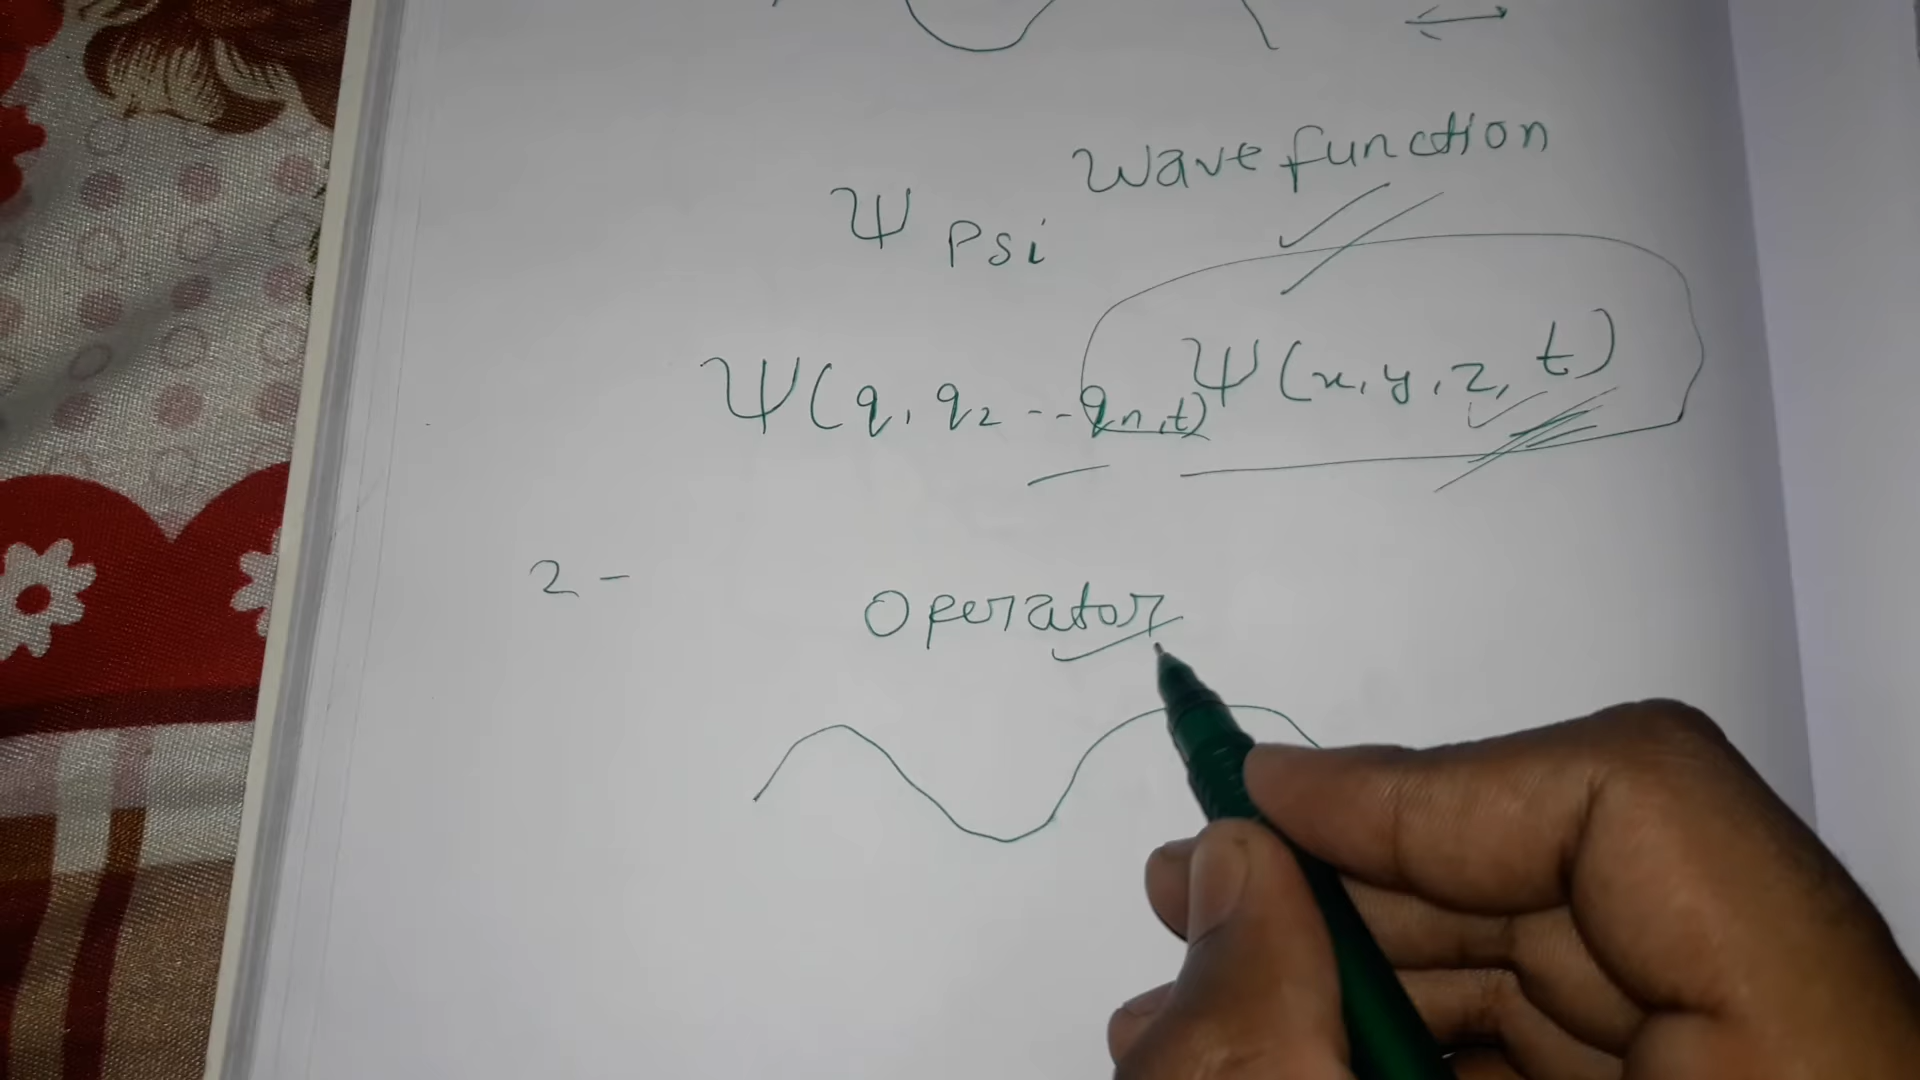 Wave function
Ψ Psi
Ψ(q, q2 --qn,t) Ψ(x,y,z,t)
2 - Operator